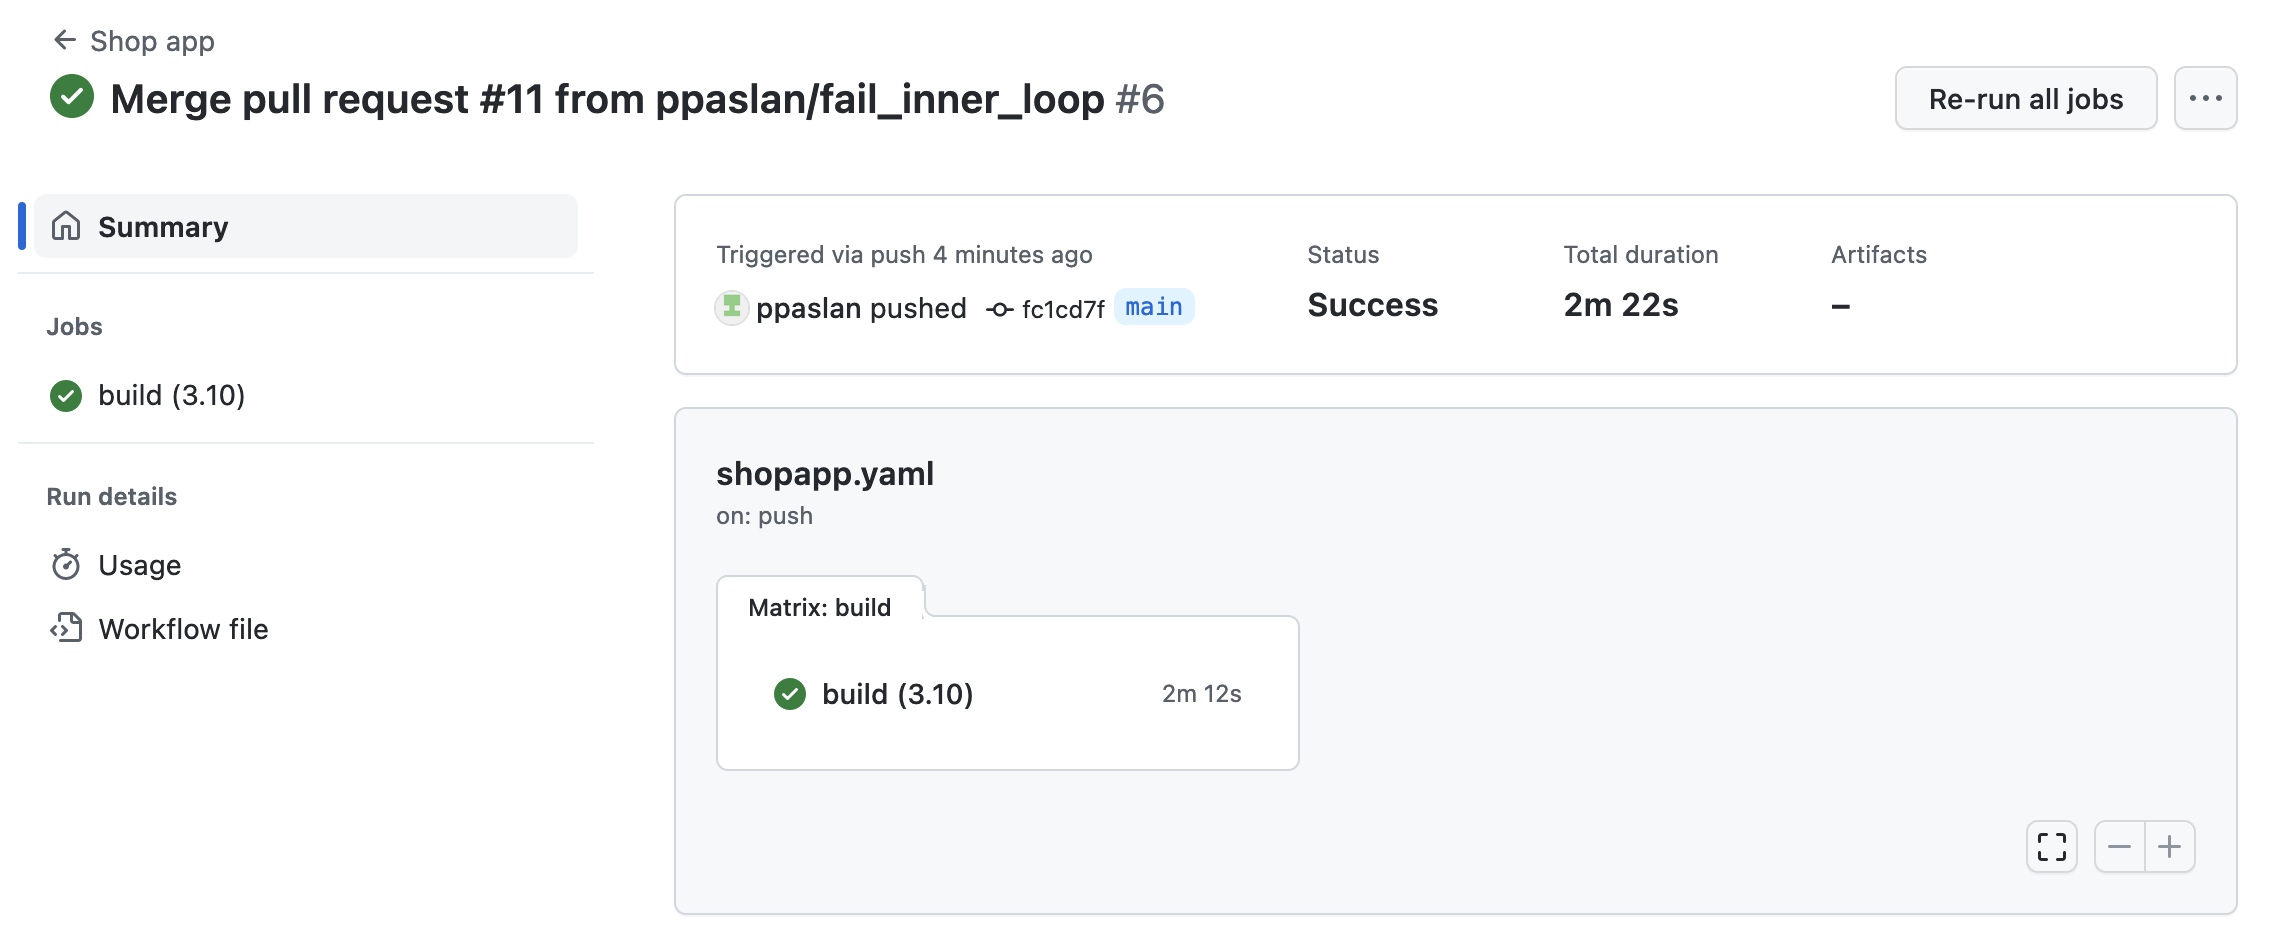 Shop app
Merge pull request #11 from ppaslan/fail_inner_loop #6
Re-run all jobs
Summary
Jobs
build (3.10)
Run details
Usage
Workflow file
Triggered via push 4 minutes ago
ppaslan pushed fc1cd7f main
Status
Success
Total duration
2m 22s
Artifacts
–
shopapp.yaml
on: push
Matrix: build
build (3.10) 2m 12s